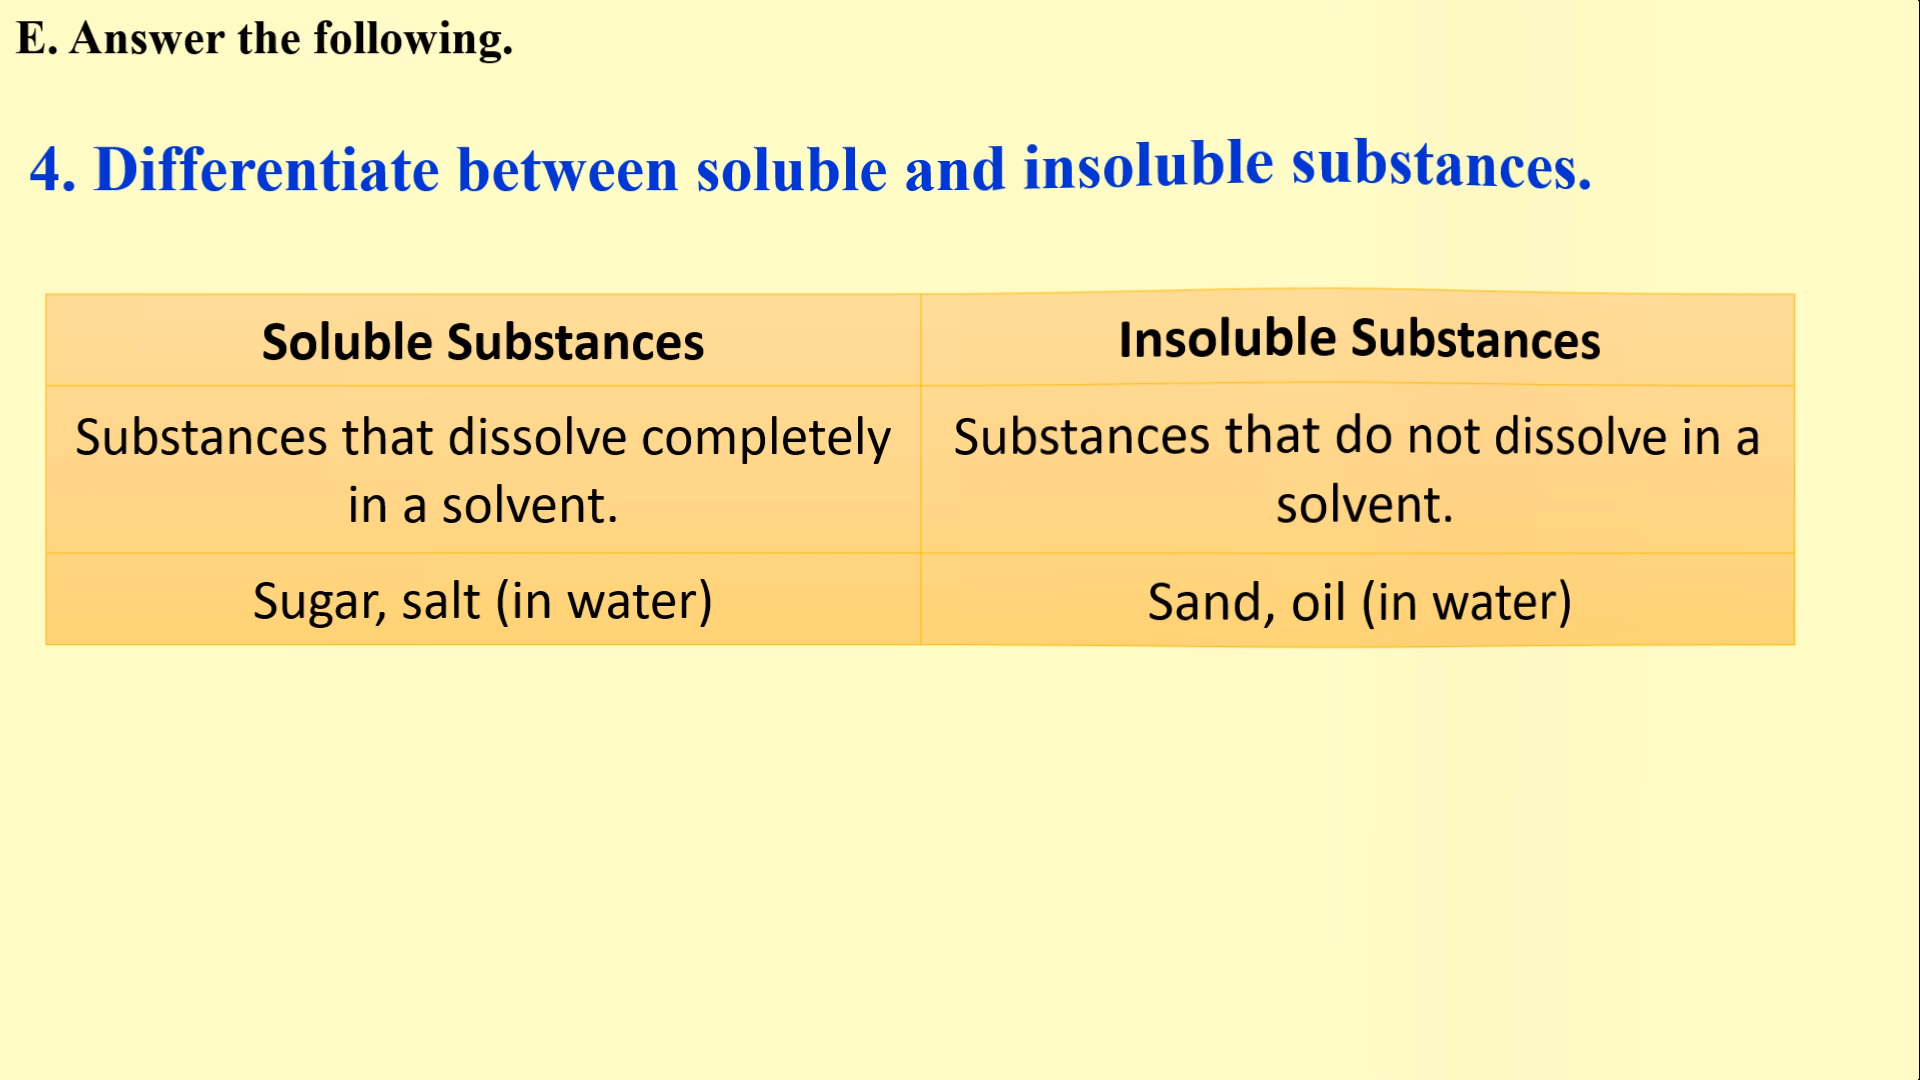 E. Answer the following.
4. Differentiate between soluble and insoluble substances.
Soluble Substances
Insoluble Substances
Substances that dissolve completely
in a solvent.
Substances that do not dissolve in a
solvent.
Sugar, salt (in water)
Sand, oil (in water)